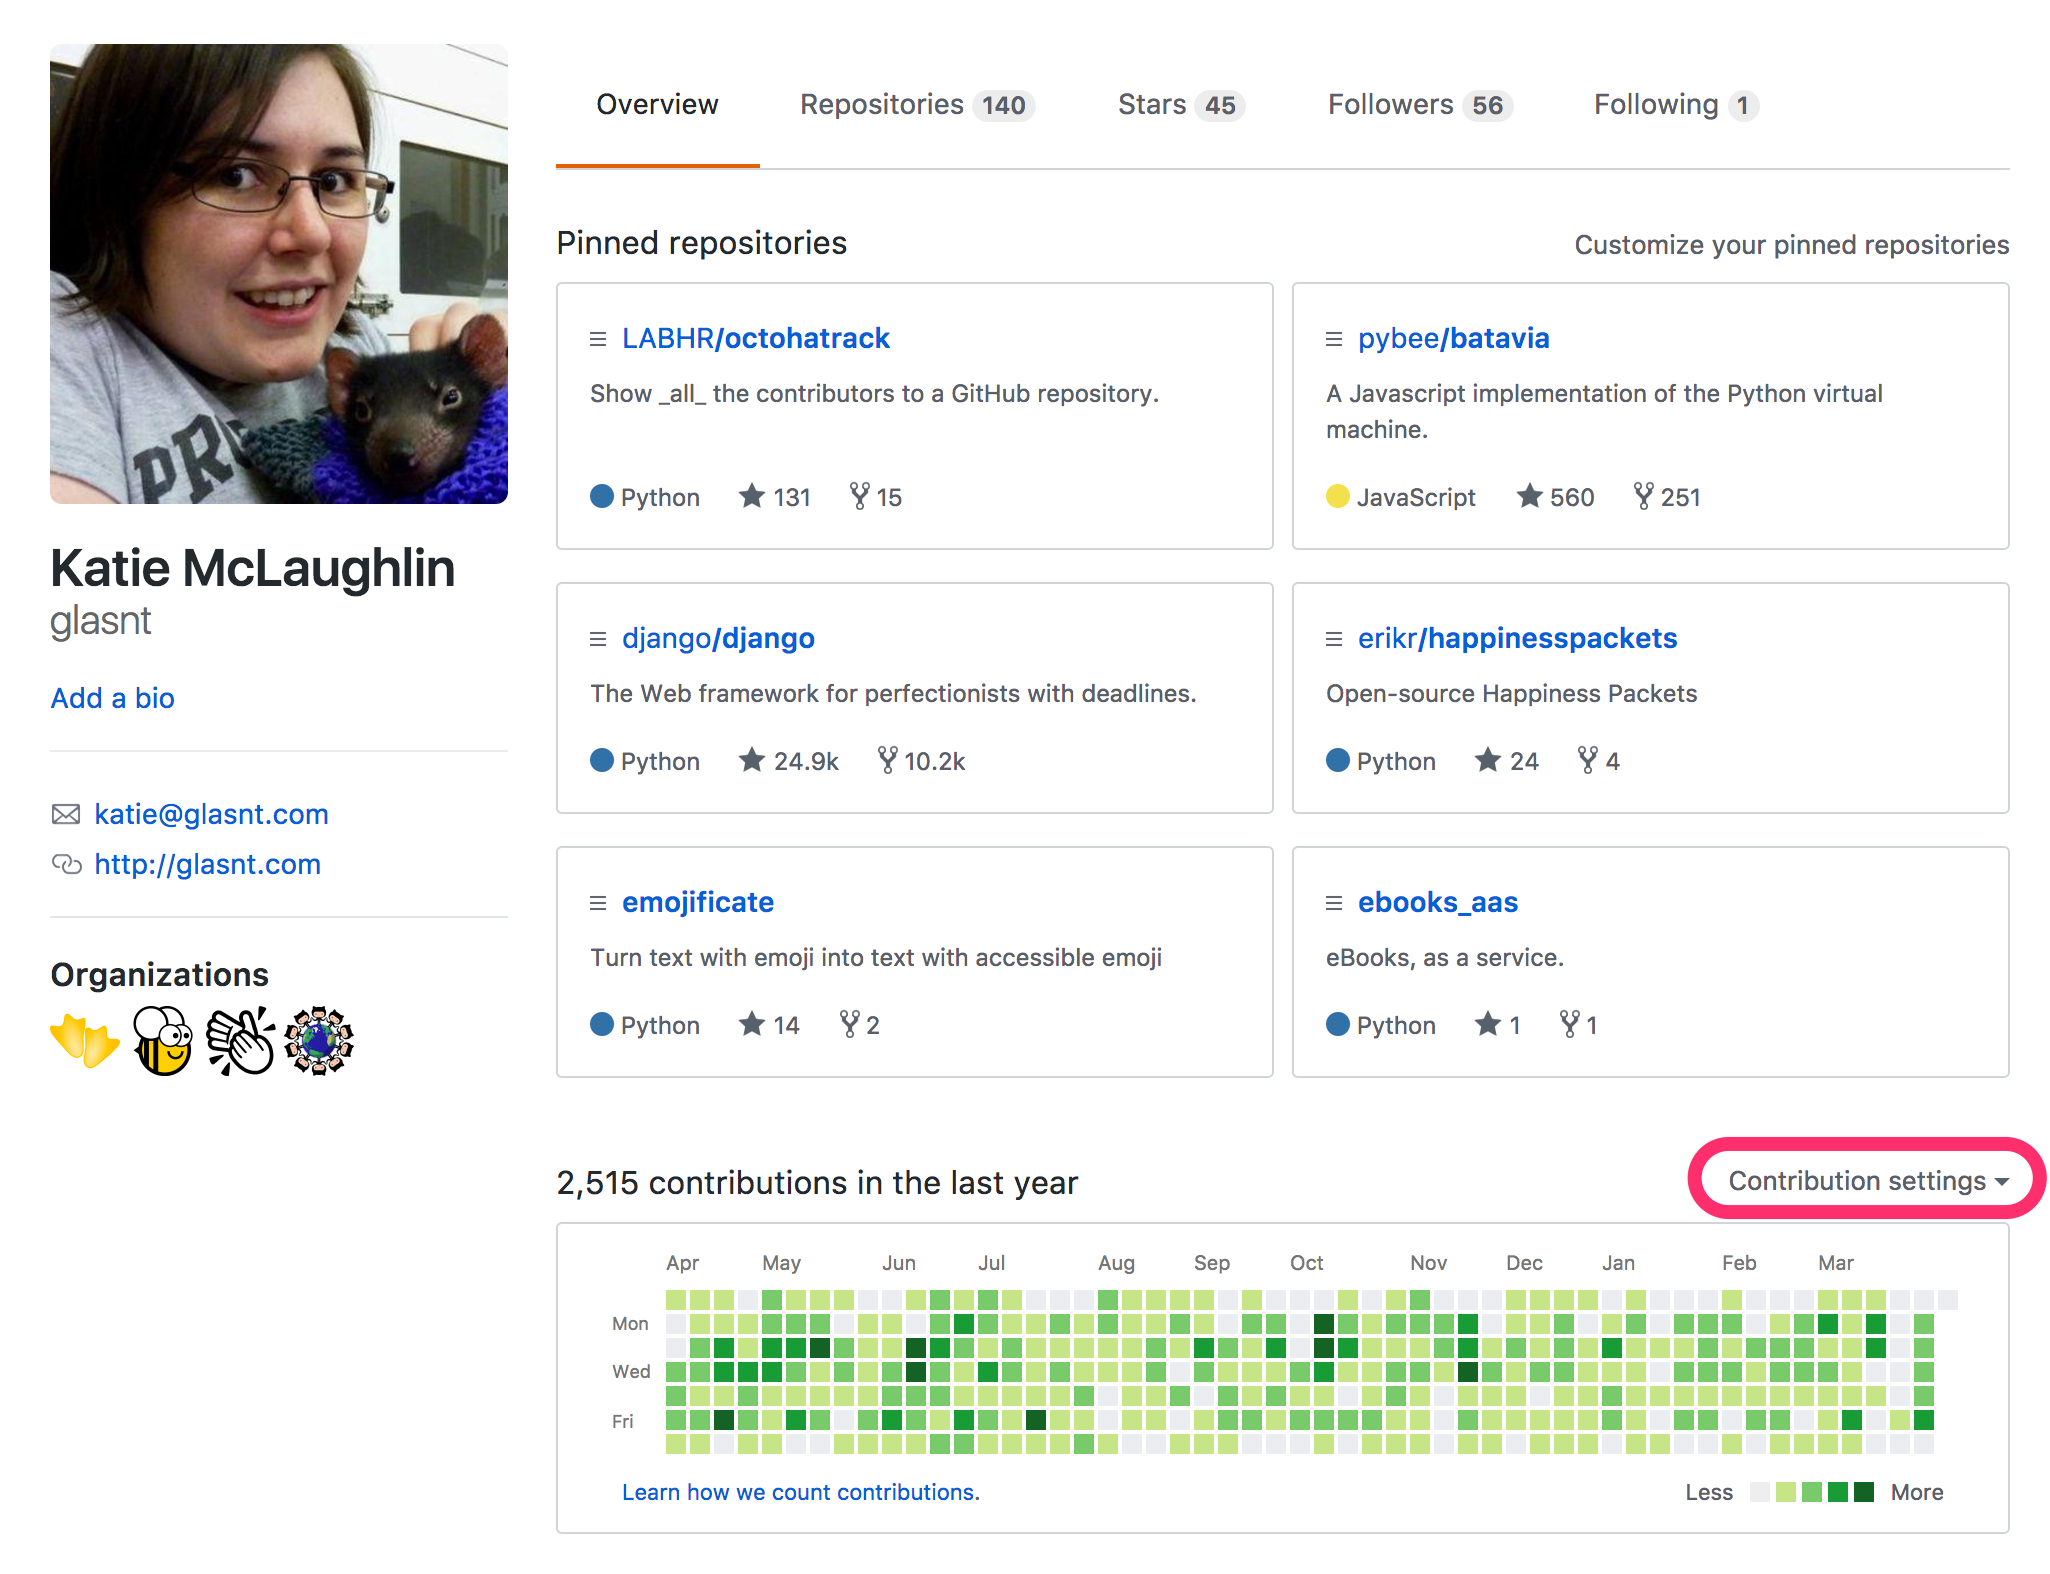 PR
Katie McLaughlin
glasnt
Add a bio
katie@glasnt.com
http://glasnt.com
Organizations
Overview
Repositories 140
Stars 45
Followers 56
Following 1
Pinned repositories
Customize your pinned repositories
LABHR/octohatrack
Show _all_ the contributors to a GitHub repository.
Python 131 15
pybee/batavia
A Javascript implementation of the Python virtual
machine.
JavaScript 560 251
django/django
The Web framework for perfectionists with deadlines.
Python 24.9k 10.2k
erikr/happinesspackets
Open-source Happiness Packets
Python 24 4
emojificate
Turn text with emoji into text with accessible emoji
Python 14 2
ebooks_aas
eBooks, as a service.
Python 1 1
2,515 contributions in the last year
Contribution settings
Apr May Jun Jul Aug Sep Oct Nov Dec Jan Feb Mar
Mon
Wed
Fri
Learn how we count contributions.
Less More